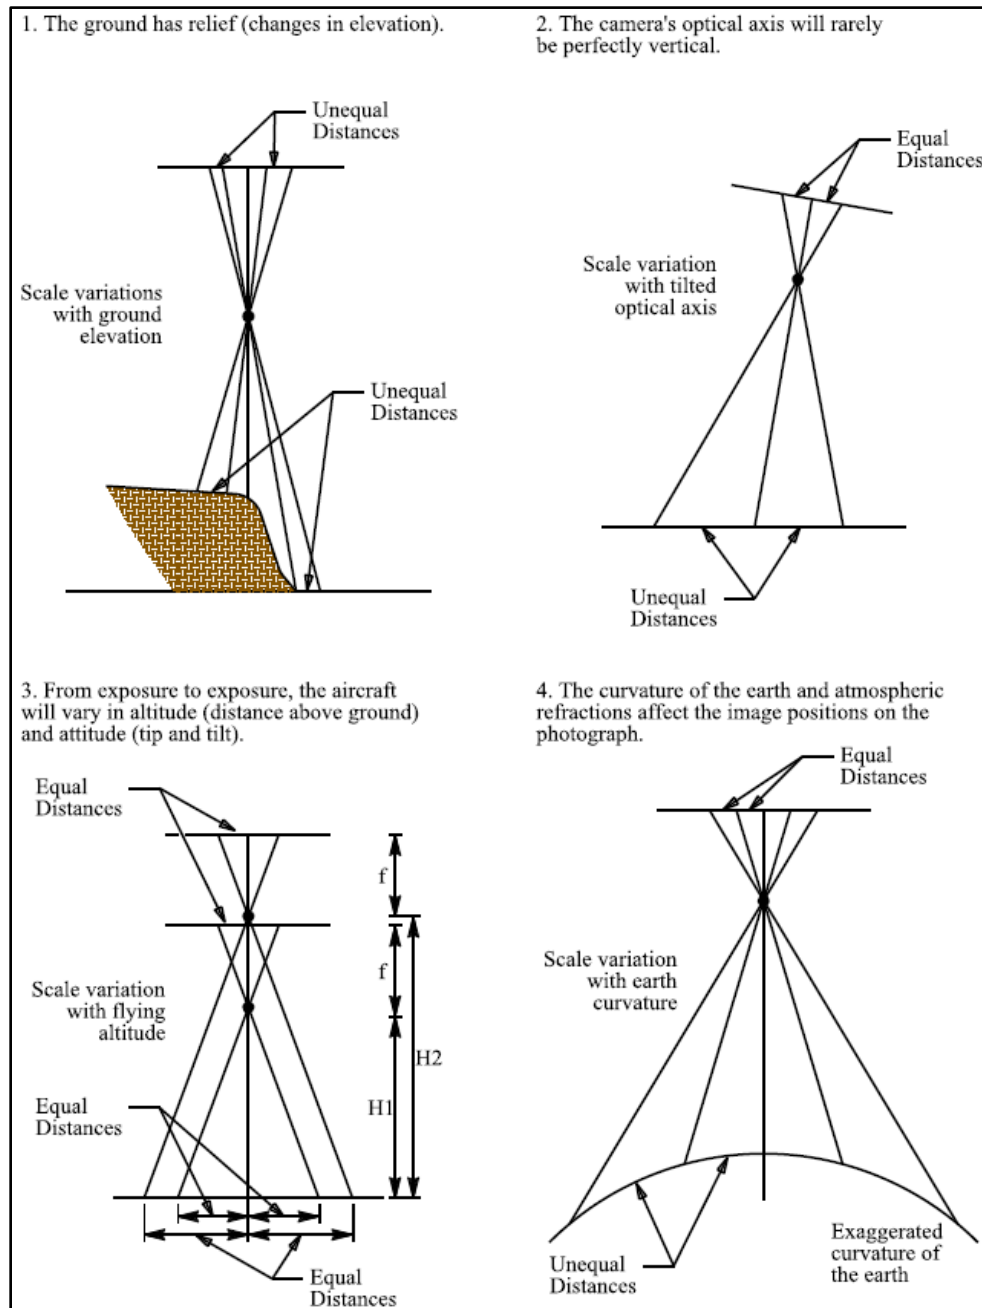 1. The ground has relief (changes in elevation).
Unequal
Distances
Scale variations
with ground
elevation
Unequal
Distances
2. The camera's optical axis will rarely
be perfectly vertical.
Equal
Distances
Scale variation
with tilted
optical axis
Unequal
Distances
3. From exposure to exposure, the aircraft
will vary in altitude (distance above ground)
and attitude (tip and tilt).
Equal
Distances
f
f
Scale variation
with flying
altitude
H2
H1
Equal
Distances
Equal
Distances
4. The curvature of the earth and atmospheric
refractions affect the image positions on the
photograph.
Equal
Distances
Scale variation
with earth
curvature
Unequal
Distances
Exaggerated
curvature of
the earth